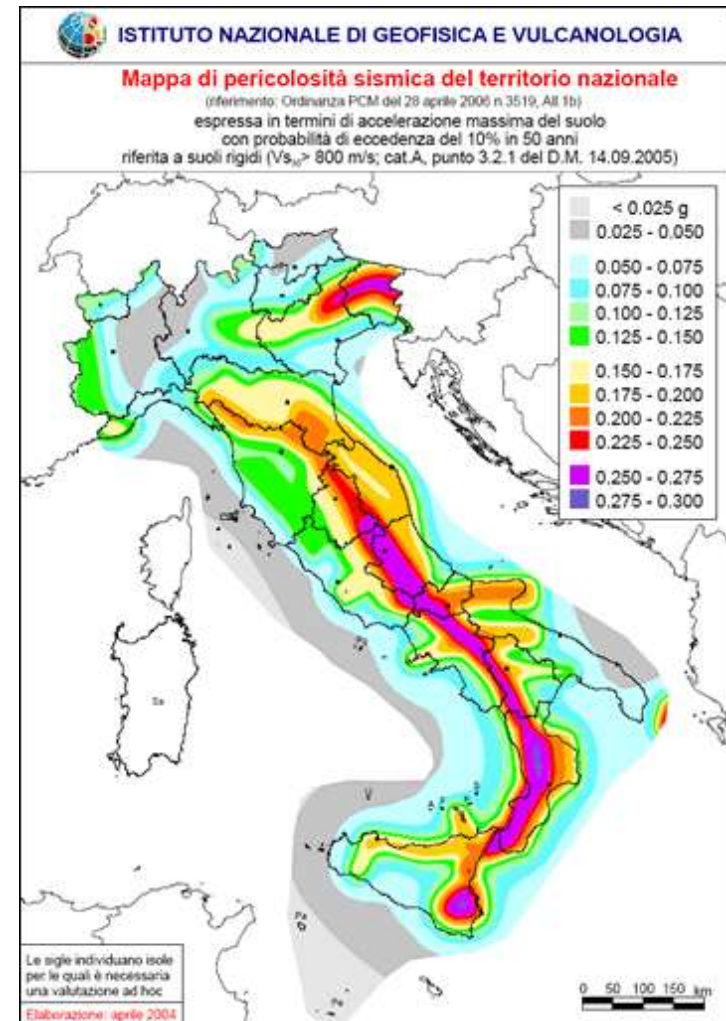 ISTITUTO NAZIONALE DI GEOFISICA E VULCANOLOGIA
Mappa di pericolosità sismica del territorio nazionale
(riferimento: Ordinanza PCM del 28 aprile 2006 n.3519, All.1b)
espressa in termini di accelerazione massima del suolo
con probabilità di eccedenza del 10% in 50 anni
riferita a suoli rigidi (Vs₃₀> 800 m/s; cat.A, punto 3.2.1 del D.M. 14.09.2005)
< 0.025 g
0.025 - 0.050
0.050 - 0.075
0.075 - 0.100
0.100 - 0.125
0.125 - 0.150
0.150 - 0.175
0.175 - 0.200
0.200 - 0.225
0.225 - 0.250
0.250 - 0.275
0.275 - 0.300
Sa
Pa
Pe
Le sigle individuano isole
per le quali è necessaria
una valutazione ad hoc
Elaborazione: aprile 2004
0 50 100 150 km